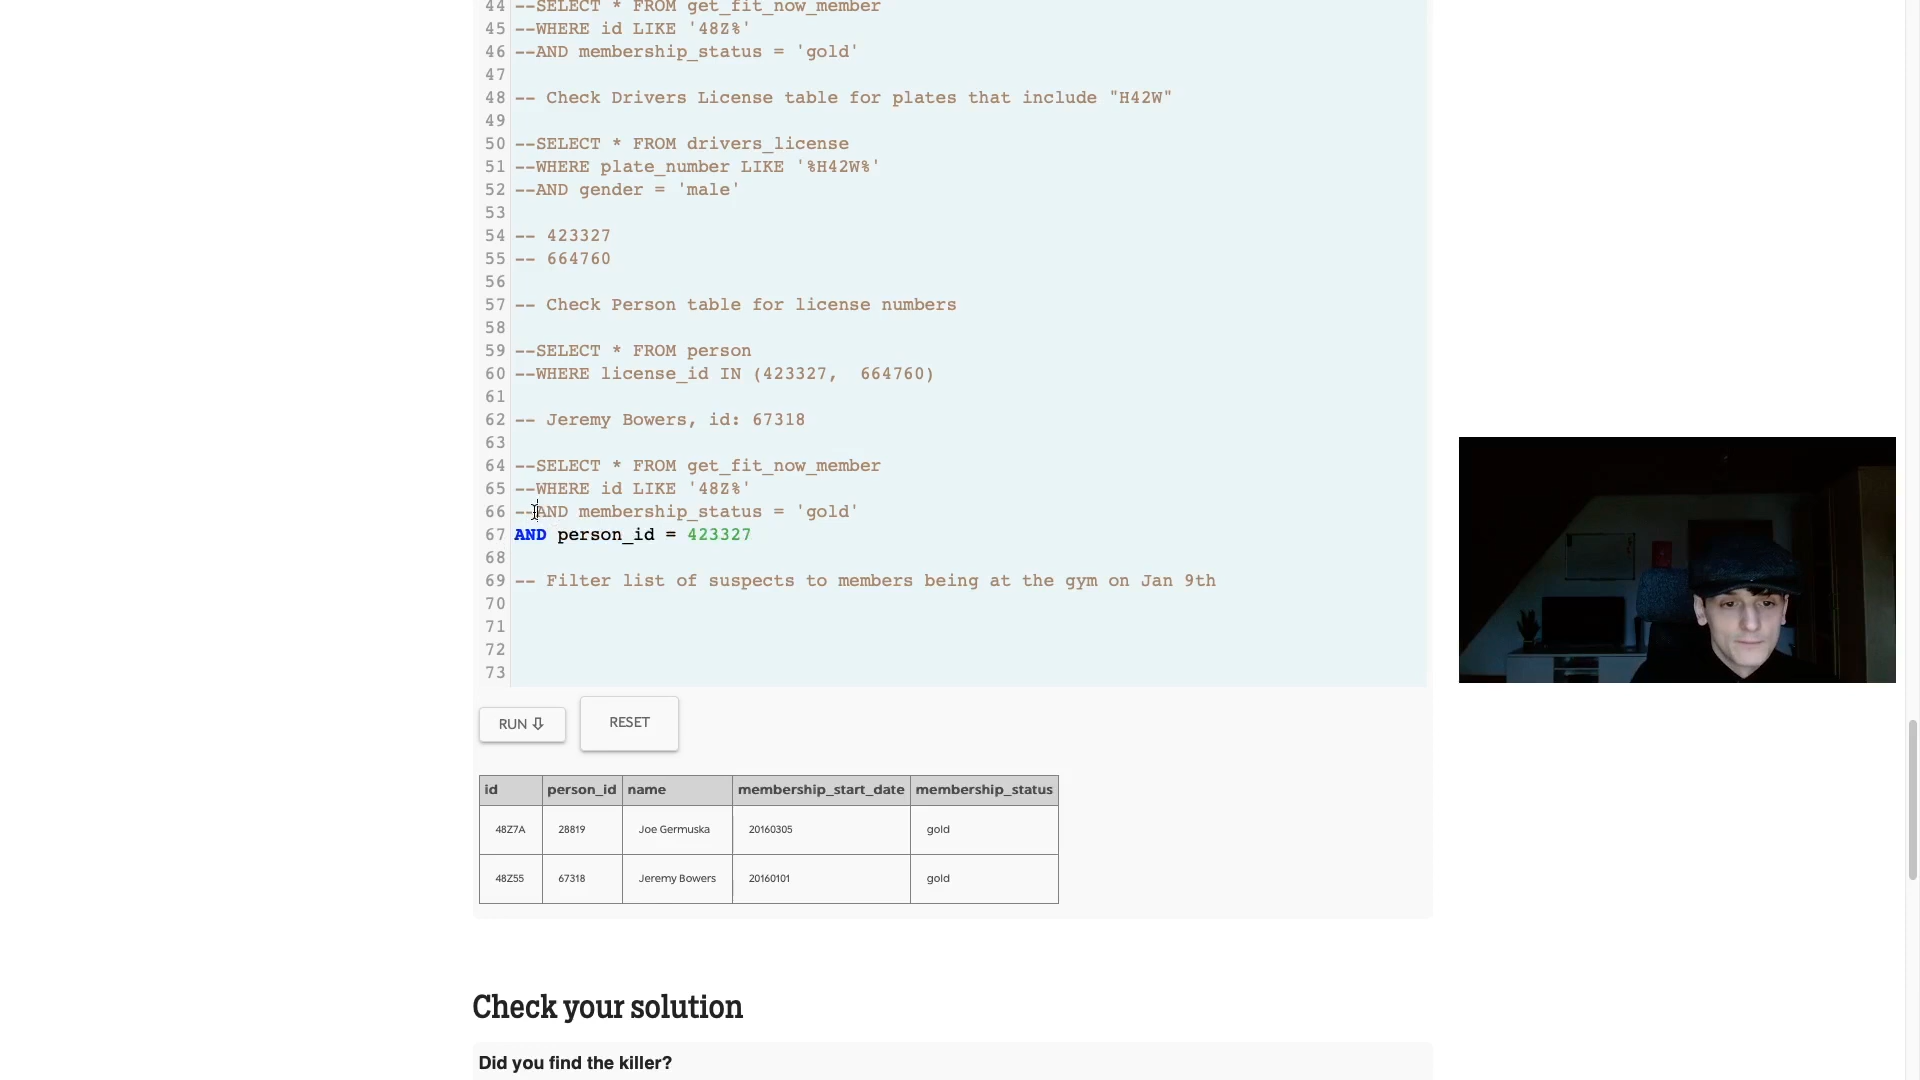 44 --SELECT * FROM get_fit_now_member
45 --WHERE id LIKE '48Z%'
46 --AND membership_status = 'gold'
47
48 -- Check Drivers License table for plates that include "H42W"
49
50 --SELECT * FROM drivers_license
51 --WHERE plate_number LIKE '%H42W%'
52 --AND gender = 'male'
53
54 -- 423327
55 -- 664760
56
57 -- Check Person table for license numbers
58
59 --SELECT * FROM person
60 --WHERE license_id IN (423327,  664760)
61
62 -- Jeremy Bowers, id: 67318
63
64 --SELECT * FROM get_fit_now_member
65 --WHERE id LIKE '48Z%'
66 --AND membership_status = 'gold'
67 AND person_id = 423327
68
69 -- Filter list of suspects to members being at the gym on Jan 9th
70
71
72
73
RUN ⇩ RESET
id person_id name membership_start_date membership_status
48Z7A 28819 Joe Germuska 20160305 gold
48Z55 67318 Jeremy Bowers 20160101 gold
Check your solution
Did you find the killer?